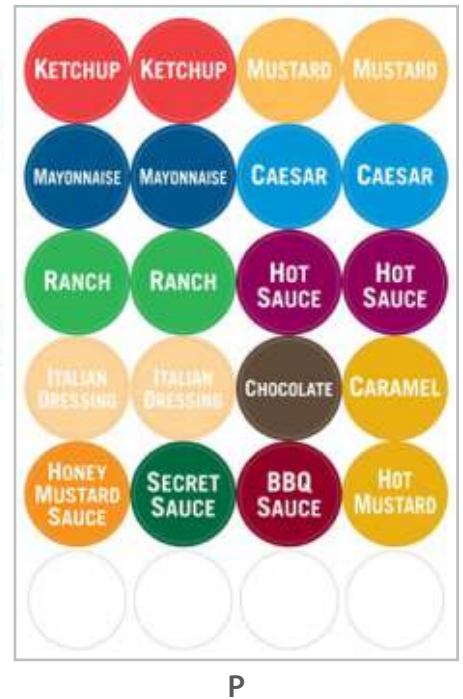 KETCHUP KETCHUP MUSTARD MUSTARD
MAYONNAISE MAYONNAISE CAESAR CAESAR
RANCH RANCH HOT SAUCE HOT SAUCE
ITALIAN DRESSING ITALIAN DRESSING CHOCOLATE CARAMEL
HONEY MUSTARD SAUCE SECRET SAUCE BBQ SAUCE HOT MUSTARD
P